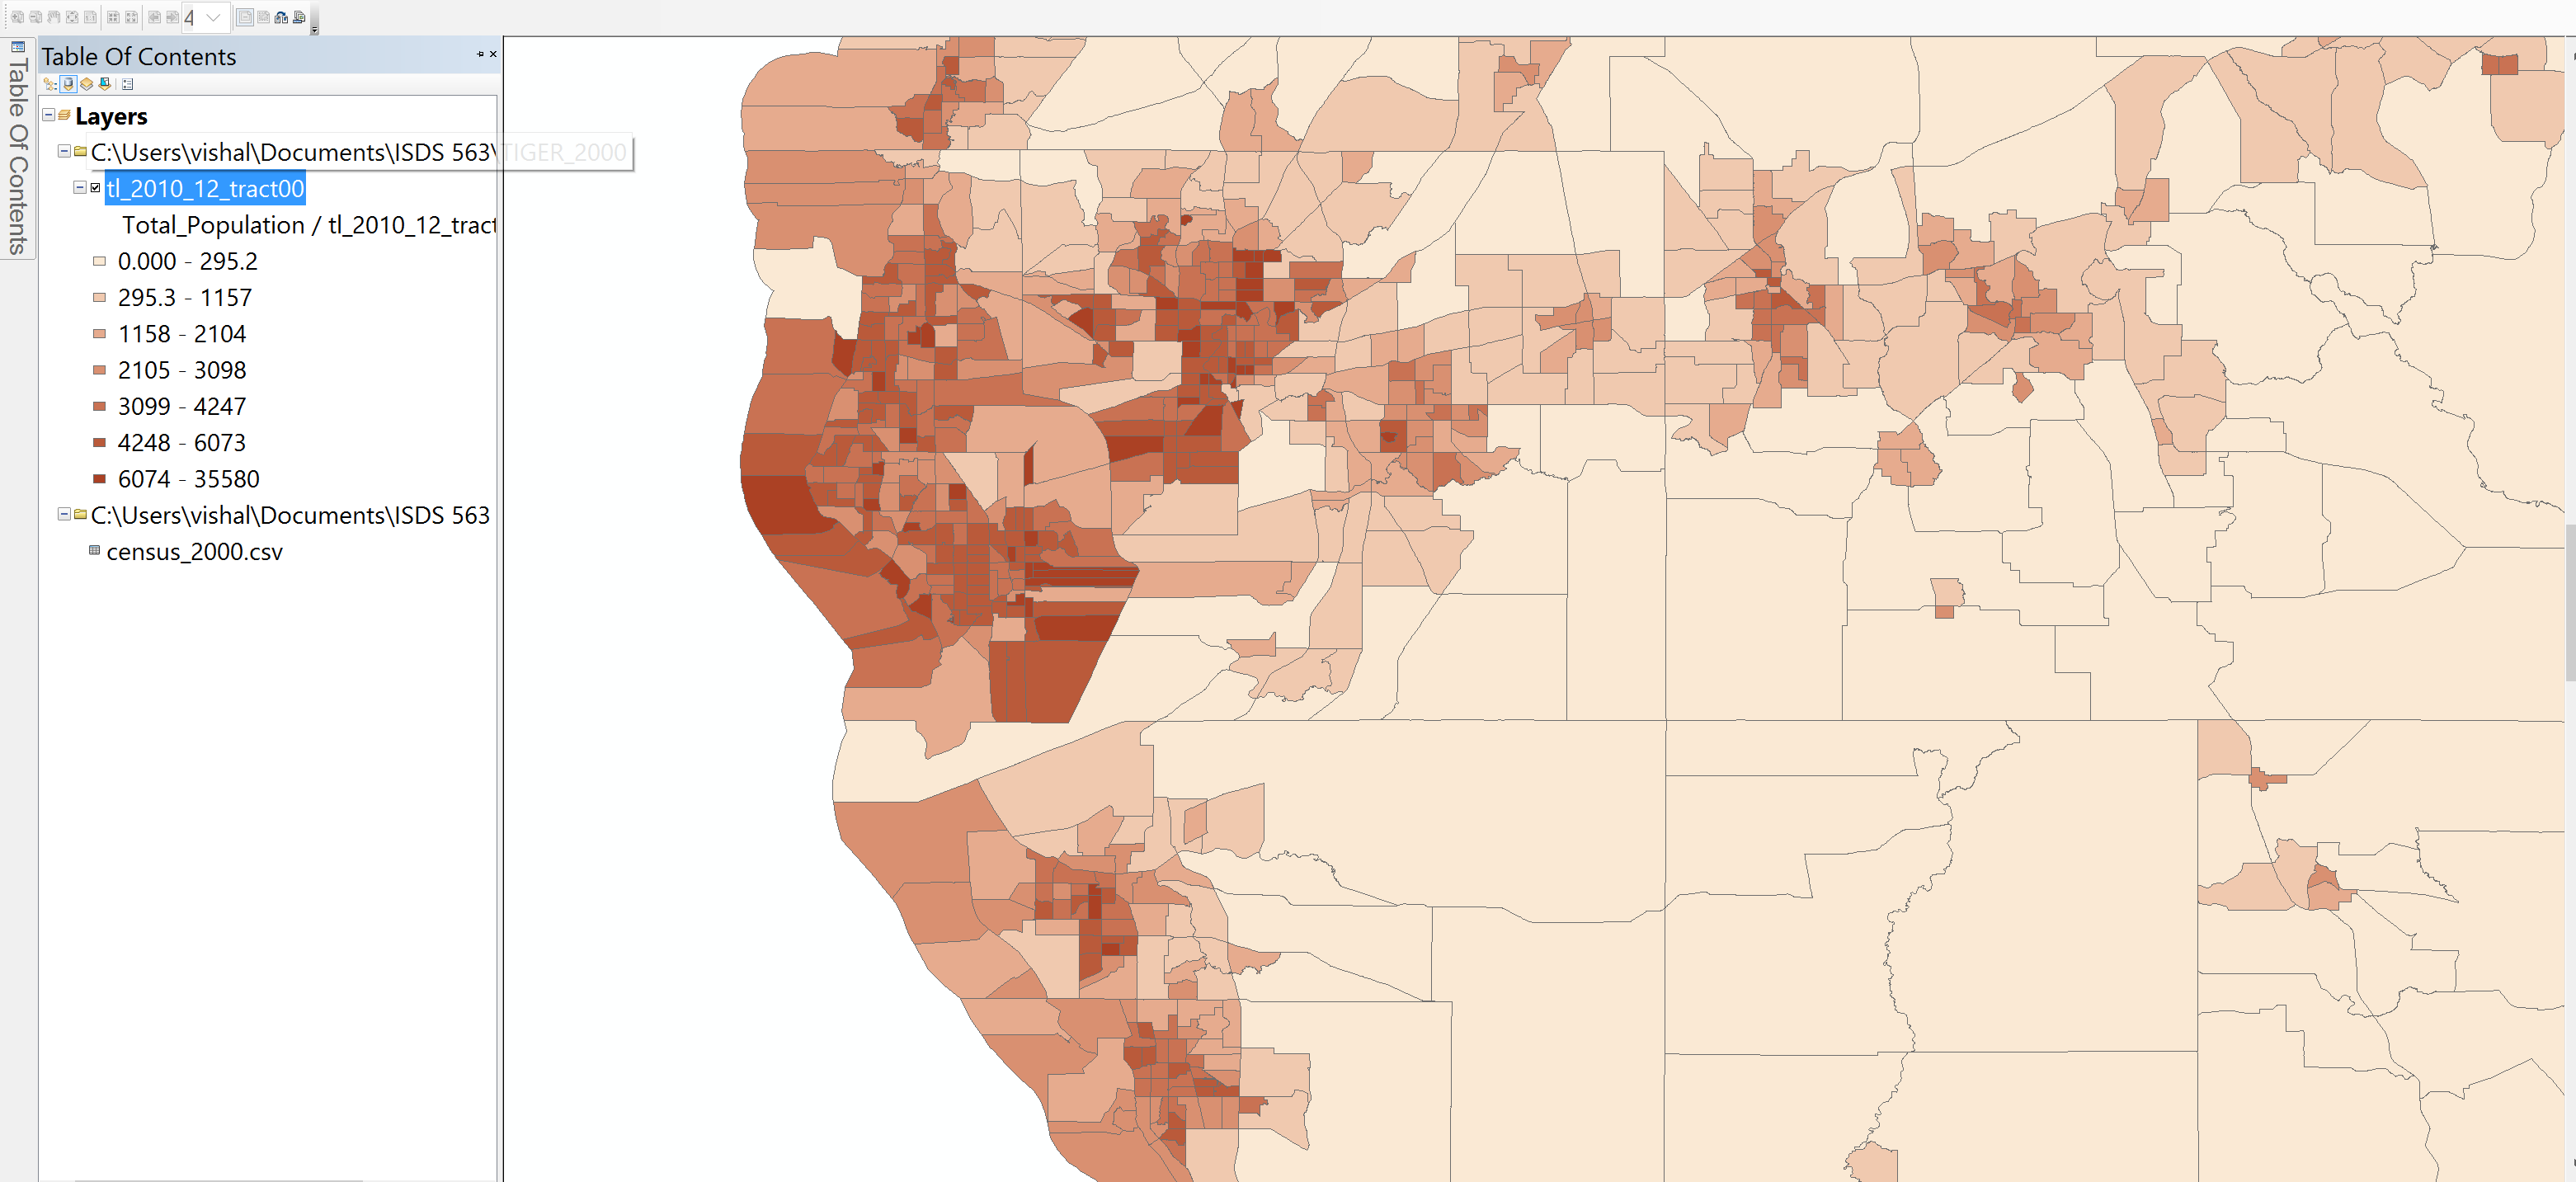 4
Table Of Contents
Table Of Contents
Layers
C:\Users\vishal\Documents\ISDS 563\TIGER_2000
tl_2010_12_tract00
Total_Population / tl_2010_12_tract
0.000 - 295.2
295.3 - 1157
1158 - 2104
2105 - 3098
3099 - 4247
4248 - 6073
6074 - 35580
C:\Users\vishal\Documents\ISDS 563
census_2000.csv